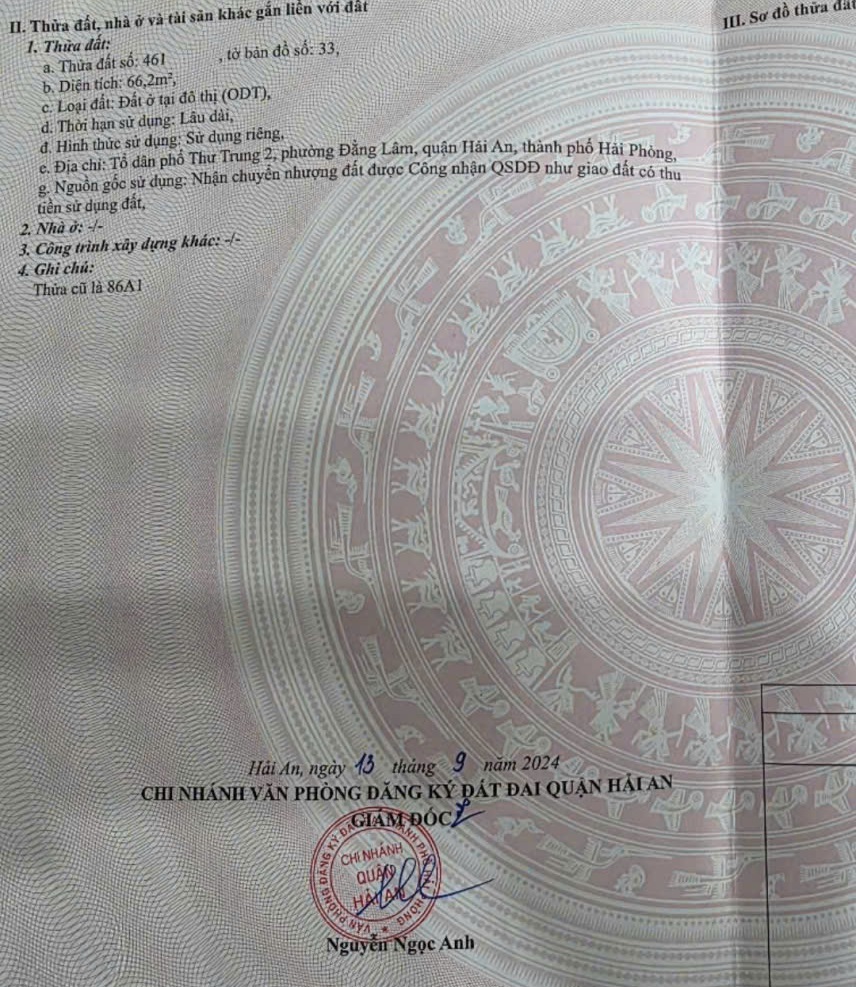 II. Thửa đất, nhà ở và tài sản khác gắn liền với đất
III. Sơ đồ thửa đất
1. Thửa đất:
a. Thửa đất số: 461 , tờ bản đồ số: 33,
b. Diện tích: 66,2m²,
c. Loại đất: Đất ở tại đô thị (ODT),
d. Thời hạn sử dụng: Lâu dài,
đ. Hình thức sử dụng: Sử dụng riêng,
e. Địa chỉ: Tổ dân phố Thư Trung 2, phường Đằng Lâm, quận Hải An, thành phố Hải Phòng,
g. Nguồn gốc sử dụng: Nhận chuyển nhượng đất được Công nhận QSDĐ như giao đất có thu
tiền sử dụng đất,
2. Nhà ở: -/-
3. Công trình xây dựng khác: -/-
4. Ghi chú:
Thửa cũ là 86A1
Hải An, ngày 13 tháng 9 năm 2024
CHI NHÁNH VĂN PHÒNG ĐĂNG KÝ ĐẤT ĐAI QUẬN HẢI AN
GIÁM ĐỐC
CHI NHÁNH
QUẬN
HẢI AN
Nguyễn Ngọc Anh